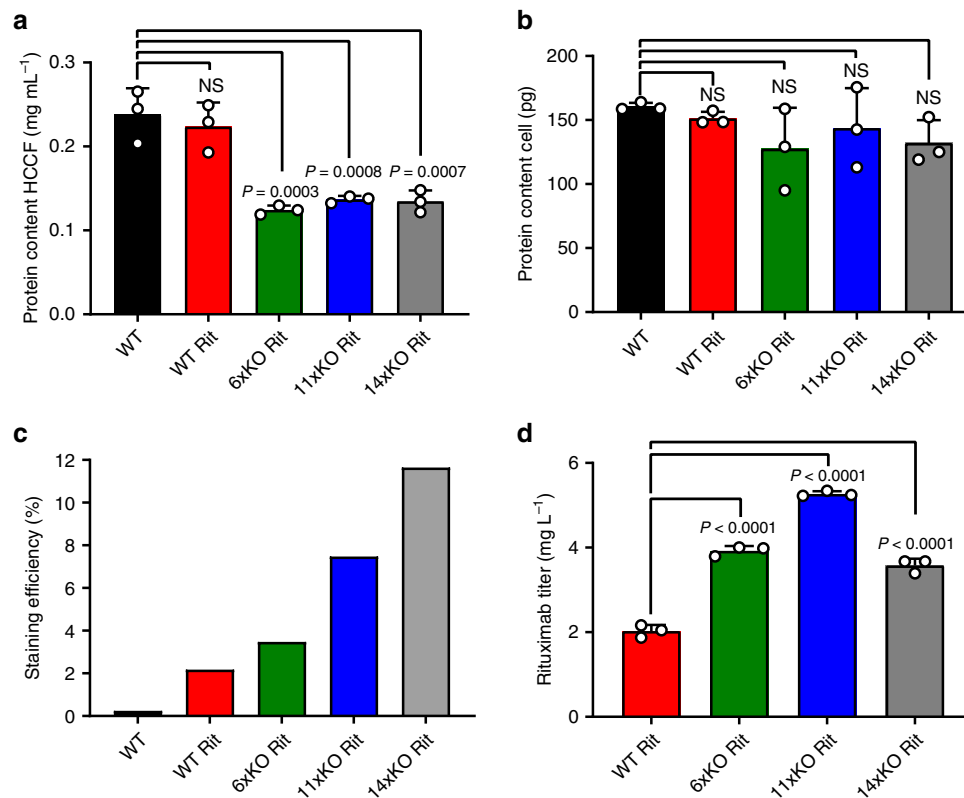 a
Protein content HCCF (mg mL⁻¹)
0.3
0.2
0.1
0.0
NS
P = 0.0003
P = 0.0008
P = 0.0007
WT
WT Rit
6xKO Rit
11xKO Rit
14xKO Rit
b
Protein content cell (pg)
200
150
100
50
0
NS
NS
NS
NS
WT
WT Rit
6xKO Rit
11xKO Rit
14xKO Rit
c
Staining efficiency (%)
12
10
8
6
4
2
0
WT
WT Rit
6xKO Rit
11xKO Rit
14xKO Rit
d
Rituximab titer (mg L⁻¹)
6
4
2
0
P < 0.0001
P < 0.0001
P < 0.0001
WT Rit
6xKO Rit
11xKO Rit
14xKO Rit